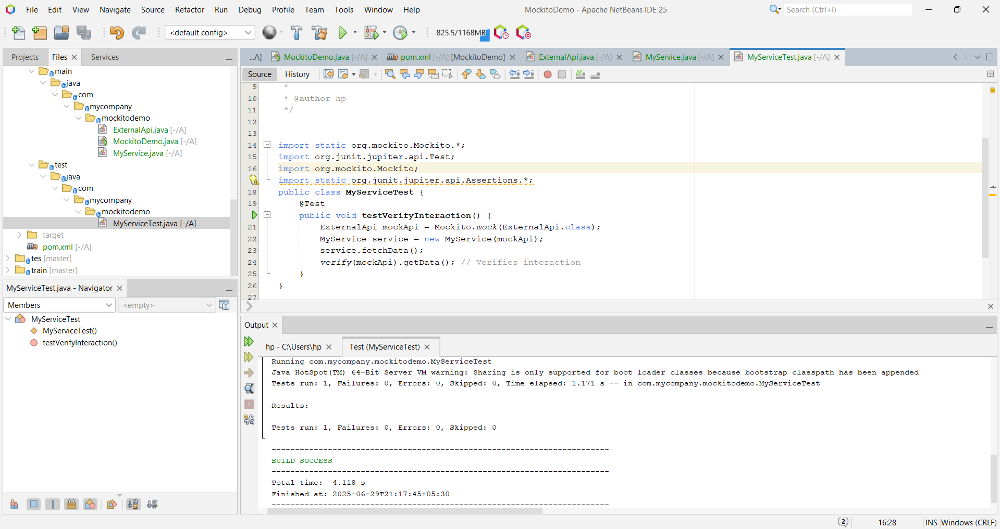 File Edit View Navigate Source Refactor Run Debug Profile Team Tools Window Help
MockitoDemo - Apache NetBeans IDE 25
Search (Ctrl+I)
<default config>
825.5/1168MB
Projects Files Services
main
java
com
mycompany
mockitodemo
ExternalApi.java [-/A]
MockitoDemo.java [-/A]
MyService.java [-/A]
test
java
com
mycompany
mockitodemo
MyServiceTest.java [-/A]
target
pom.xml [-/A]
tes [master]
train [master]
MyServiceTest.java - Navigator
Members
<empty>
MyServiceTest
MyServiceTest()
testVerifyInteraction()
...A] MockitoDemo.java [-/A] pom.xml [-/A] [MockitoDemo] ExternalApi.java [-/A] MyService.java [-/A] MyServiceTest.java [-/A]
Source History
9 *
10 * @author hp
11 */
12
13
14 import static org.mockito.Mockito.*;
15 import org.junit.jupiter.api.Test;
16 import org.mockito.Mockito;
import static org.junit.jupiter.api.Assertions.*;
18 public class MyServiceTest {
19 @Test
public void testVerifyInteraction() {
21 ExternalApi mockApi = Mockito.mock(ExternalApi.class);
22 MyService service = new MyService(mockApi);
23 service.fetchData();
24 verify(mockApi).getData(); // Verifies interaction
25 }
26 }
27
Output
hp - C:\Users\hp Test (MyServiceTest)
Running com.mycompany.mockitodemo.MyServiceTest
Java HotSpot(TM) 64-Bit Server VM warning: Sharing is only supported for boot loader classes because bootstrap classpath has been appended
Tests run: 1, Failures: 0, Errors: 0, Skipped: 0, Time elapsed: 1.171 s -- in com.mycompany.mockitodemo.MyServiceTest
Results:
Tests run: 1, Failures: 0, Errors: 0, Skipped: 0
------------------------------------------------------------------------
BUILD SUCCESS
------------------------------------------------------------------------
Total time: 4.118 s
Finished at: 2025-06-29T21:17:45+05:30
------------------------------------------------------------------------
2
16:28
INS
Windows (CRLF)